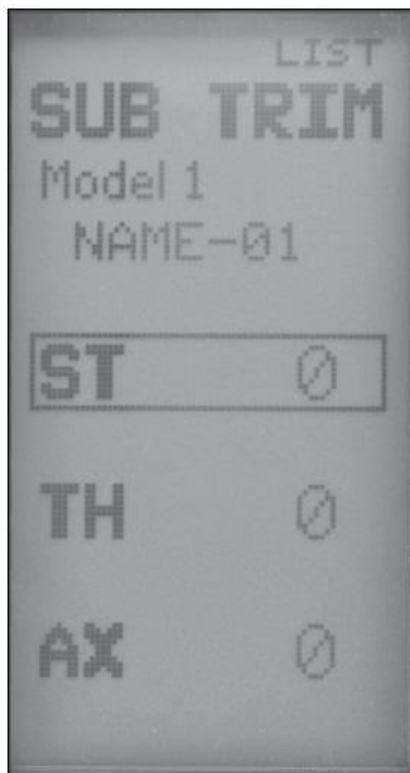 LIST
SUB TRIM
Model 1
NAME-01
ST 0
TH 0
AX 0